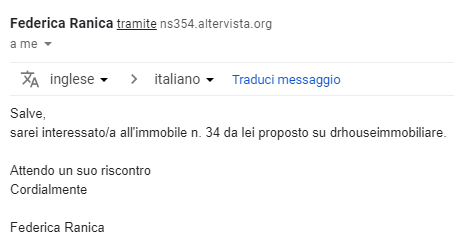 Federica Ranica tramite ns354.altervista.org
a me
inglese > italiano Traduci messaggio
Salve,
sarei interessato/a all'immobile n. 34 da lei proposto su drhouseimmobiliare.
Attendo un suo riscontro
Cordialmente
Federica Ranica